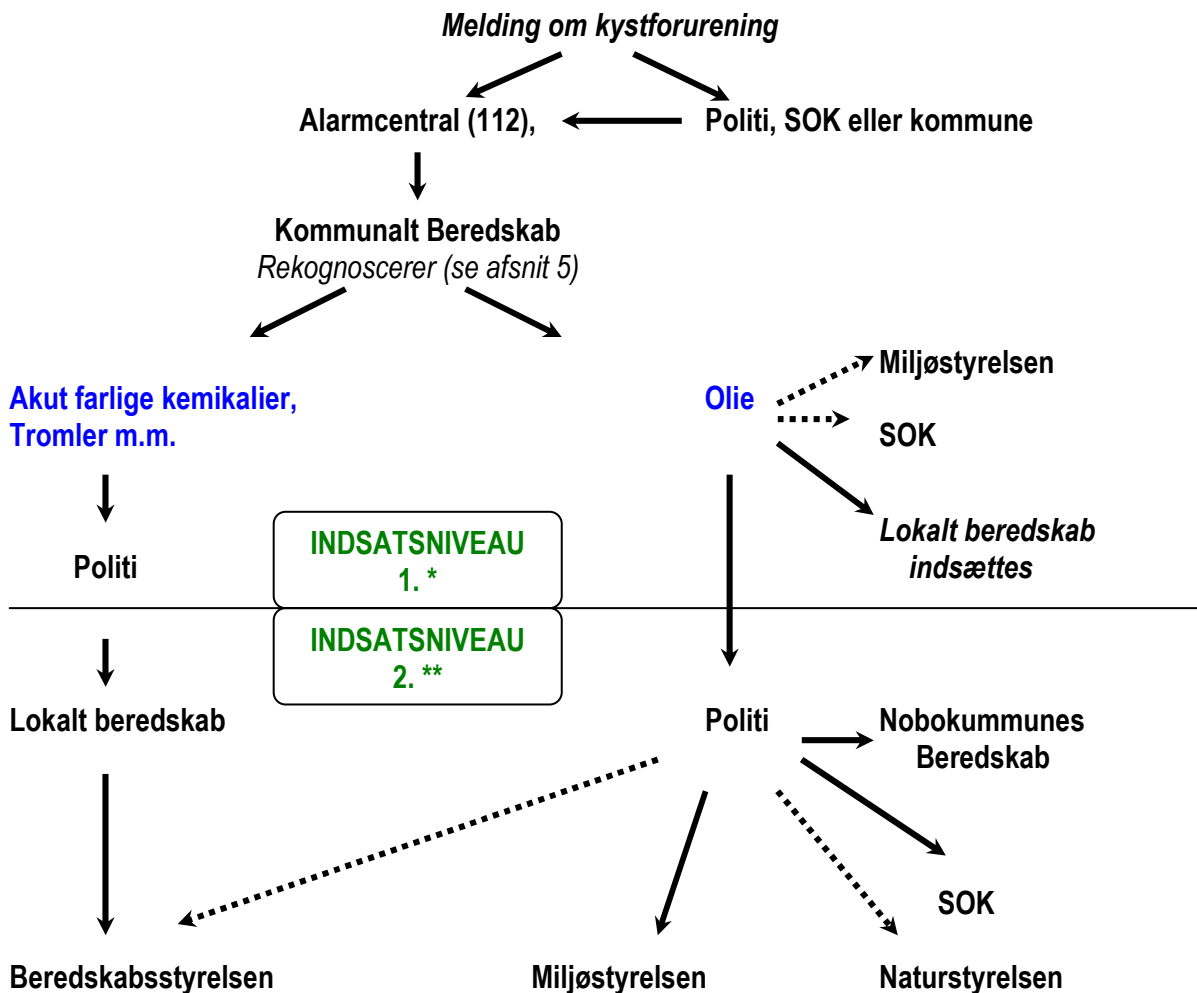 Melding om kystforurening
Alarmcentral (112),
Politi, SOK eller kommune
Kommunalt Beredskab
Rekognoscerer (se afsnit 5)
Akut farlige kemikalier,
Tromler m.m.
Olie
Miljøstyrelsen
SOK
Lokalt beredskab
indsættes
Politi
INDSATSNIVEAU
1. *
INDSATSNIVEAU
2. **
Lokalt beredskab
Politi
Nobokummunes
Beredskab
SOK
Beredskabsstyrelsen
Miljøstyrelsen
Naturstyrelsen